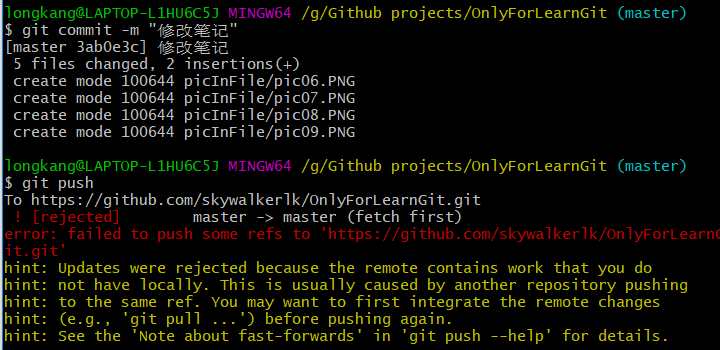 longkang@LAPTOP-L1HU6C5J MINGW64 /g/Github projects/OnlyForLearnGit (master)
$ git commit -m "修改笔记"
[master 3ab0e3c] 修改笔记
 5 files changed, 2 insertions(+)
 create mode 100644 picInFile/pic06.PNG
 create mode 100644 picInFile/pic07.PNG
 create mode 100644 picInFile/pic08.PNG
 create mode 100644 picInFile/pic09.PNG
longkang@LAPTOP-L1HU6C5J MINGW64 /g/Github projects/OnlyForLearnGit (master)
$ git push
To https://github.com/skywalkerlk/OnlyForLearnGit.git
 ! [rejected]        master -> master (fetch first)
error: failed to push some refs to 'https://github.com/skywalkerlk/OnlyForLearnG
it.git'
hint: Updates were rejected because the remote contains work that you do
hint: not have locally. This is usually caused by another repository pushing
hint: to the same ref. You may want to first integrate the remote changes
hint: (e.g., 'git pull ...') before pushing again.
hint: See the 'Note about fast-forwards' in 'git push --help' for details.